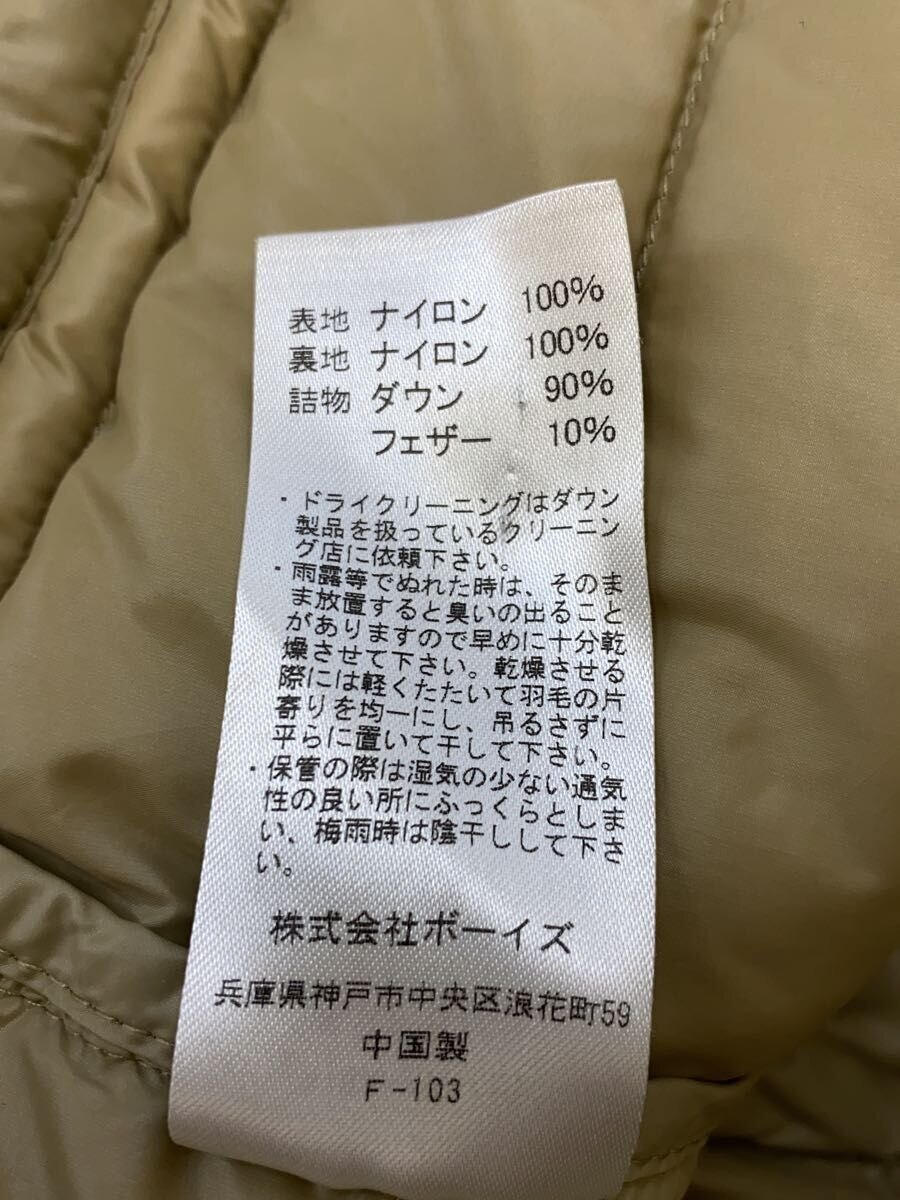 表地 ナイロン 100%
裏地 ナイロン 100%
詰物 ダウン 90%
フェザー 10%
・ドライクリーニングはダウン
製品を扱っているクリーニン
グ店に依頼下さい。
・雨露等でぬれた時は、そのま
ま放置すると臭いの出ること
がありますので早めに十分乾
燥させて下さい。乾燥させる
際には軽くたたいて羽毛の片
寄りを均一にし、吊るさずに
平らに置いて干して下さい。
・保管の際は湿気の少ない通気
性の良い所にふっくらとしま
い、梅雨時は陰干しして下さ
い。
株式会社ボーイズ
兵庫県神戸市中央区浪花町59
中国製
F-103